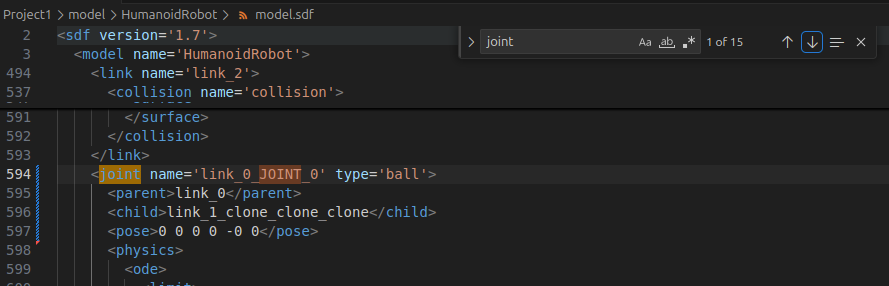 Project1 > model > HumanoidRobot > model.sdf
2 <sdf version='1.7'>
3 <model name='HumanoidRobot'>
494 <link name='link_2'>
537 <collision name='collision'>
joint Aa ab .* 1 of 15
591 </surface>
592 </collision>
593 </link>
594 <joint name='link_0_JOINT_0' type='ball'>
595 <parent>link_0</parent>
596 <child>link_1_clone_clone_clone</child>
597 <pose>0 0 0 0 -0 0</pose>
598 <physics>
599 <ode>